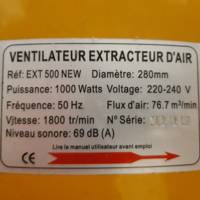 VENTILATEUR EXTRACTEUR D'AIR
Réf: EXT 500 NEW Diamètre: 280mm
Puissance: 1000 Watts Voltage: 220-240 V
Fréquence: 50 Hz. Flux d'air: 76.7 m³/min
Vjtesse: 1800 tr/min N° Série:
Niveau sonore: 69 dB (A)
Lire le manuel utilisateur avant emploi